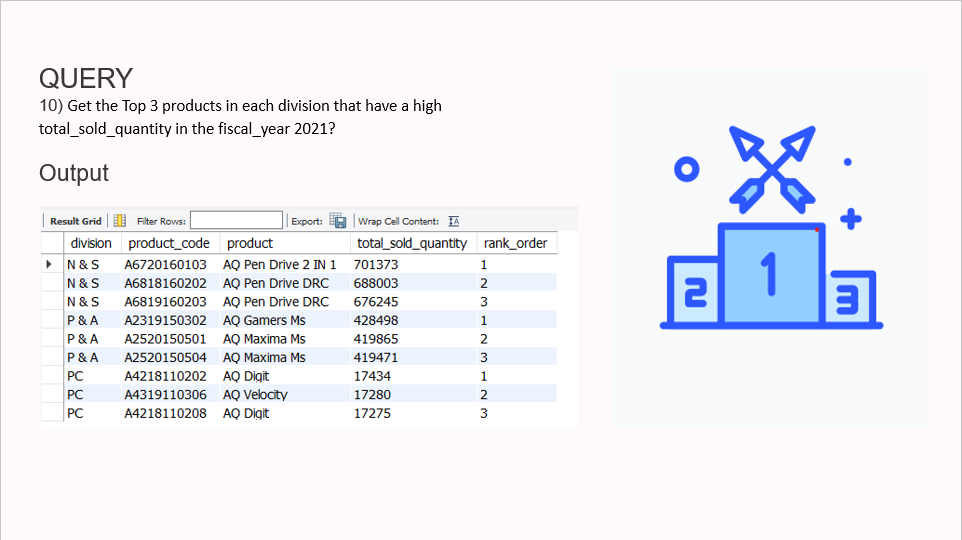 QUERY
10) Get the Top 3 products in each division that have a high
total_sold_quantity in the fiscal_year 2021?
Output
Result Grid Filter Rows: Export: Wrap Cell Content: IA
division product_code product total_sold_quantity rank_order
N & S A6720160103 AQ Pen Drive 2 IN 1 701373 1
N & S A6818160202 AQ Pen Drive DRC 688003 2
N & S A6819160203 AQ Pen Drive DRC 676245 3
P & A A2319150302 AQ Gamers Ms 428498 1
P & A A2520150501 AQ Maxima Ms 419865 2
P & A A2520150504 AQ Maxima Ms 419471 3
PC A4218110202 AQ Digit 17434 1
PC A4319110306 AQ Velocity 17280 2
PC A4218110208 AQ Digit 17275 3
2 1 3